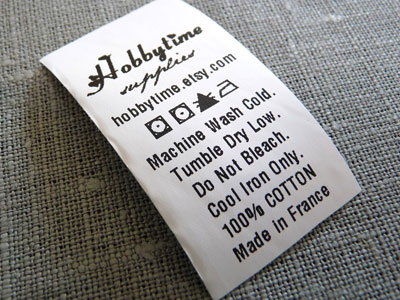 Hobbytime
supplies
hobbytime.etsy.com
Machine Wash Cold.
Tumble Dry Low.
Do Not Bleach.
Cool Iron Only.
100% COTTON
Made in France